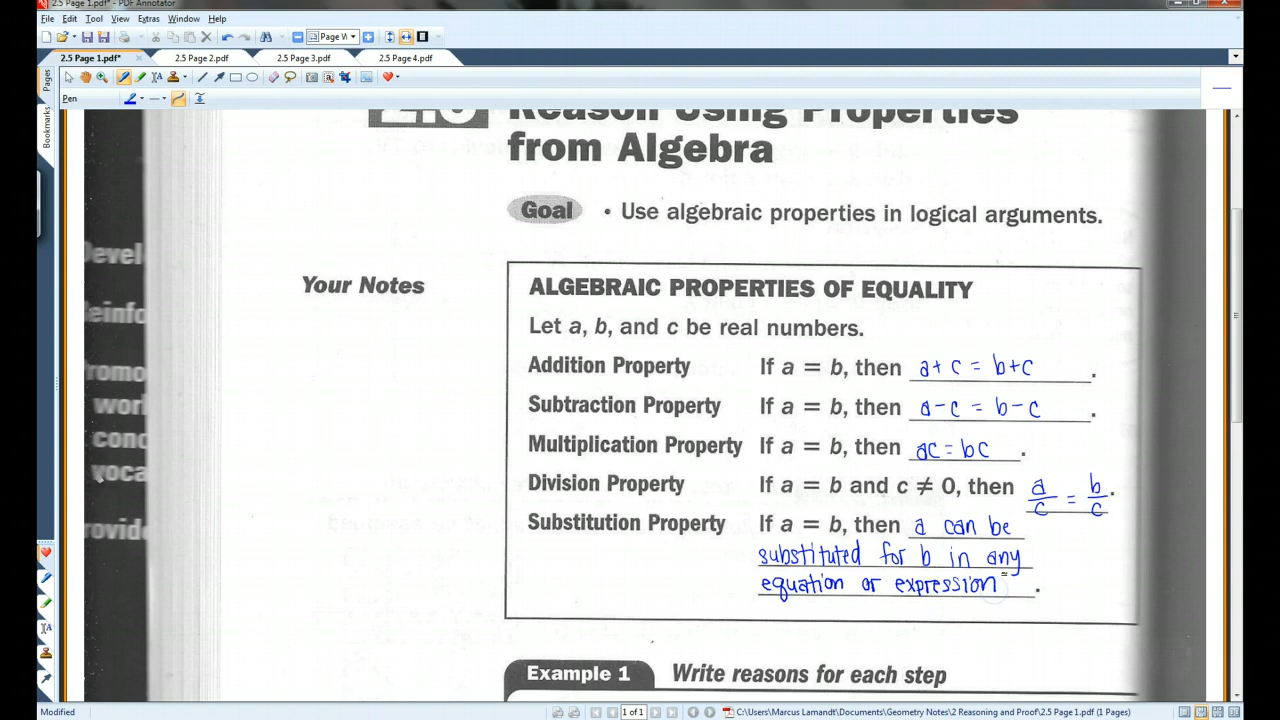 2.5 Page 1.pdf* - PDF Annotator
File Edit Tool View Extras Window Help
Page W
2.5 Page 1.pdf* 2.5 Page 2.pdf 2.5 Page 3.pdf 2.5 Page 4.pdf
Pen
Pages
Bookmarks
Reason Using Properties
from Algebra
Goal • Use algebraic properties in logical arguments.
Your Notes
ALGEBRAIC PROPERTIES OF EQUALITY
Let a, b, and c be real numbers.
Addition Property If a = b, then a+c = b+c.
Subtraction Property If a = b, then a-c = b-c.
Multiplication Property If a = b, then ac = bc.
Division Property If a = b and c ≠ 0, then a/c = b/c.
Substitution Property If a = b, then a can be
substituted for b in any
equation or expression.
Example 1 Write reasons for each step
Modified 1 of 1 C:\Users\Marcus Lamandt\Documents\Geometry Notes\2 Reasoning and Proof\2.5 Page 1.pdf (1 Pages)